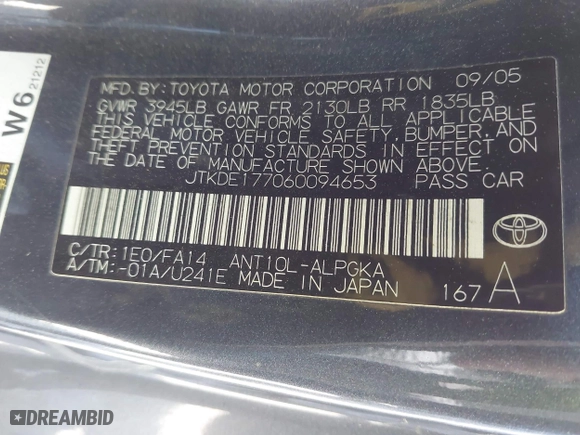 W6
21212
MFD. BY: TOYOTA MOTOR CORPORATION 09/05
GVWR 3945LB GAWR FR 2130LB RR 1835LB
THIS VEHICLE CONFORMS TO ALL APPLICABLE
FEDERAL MOTOR VEHICLE SAFETY, BUMPER, AND
THEFT PREVENTION STANDARDS IN EFFECT ON
THE DATE OF MANUFACTURE SHOWN ABOVE.
JTKDE177060094653 PASS CAR
C/TR: 1E0/FA14 ANT10L-ALPGKA
A/TM: -01A/U241E MADE IN JAPAN
167 A
DREAMBID